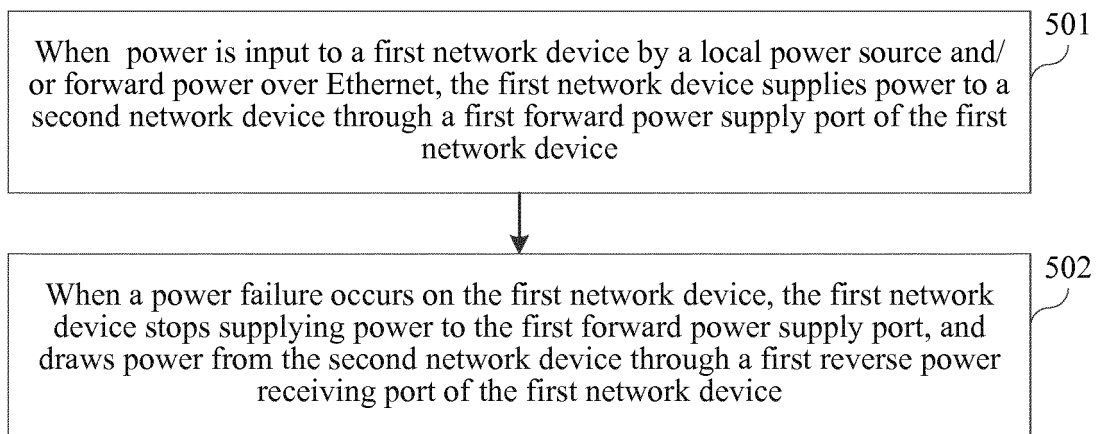 501
When power is input to a first network device by a local power source and/
or forward power over Ethernet, the first network device supplies power to a
second network device through a first forward power supply port of the first
network device
502
When a power failure occurs on the first network device, the first network
device stops supplying power to the first forward power supply port, and
draws power from the second network device through a first reverse power
receiving port of the first network device